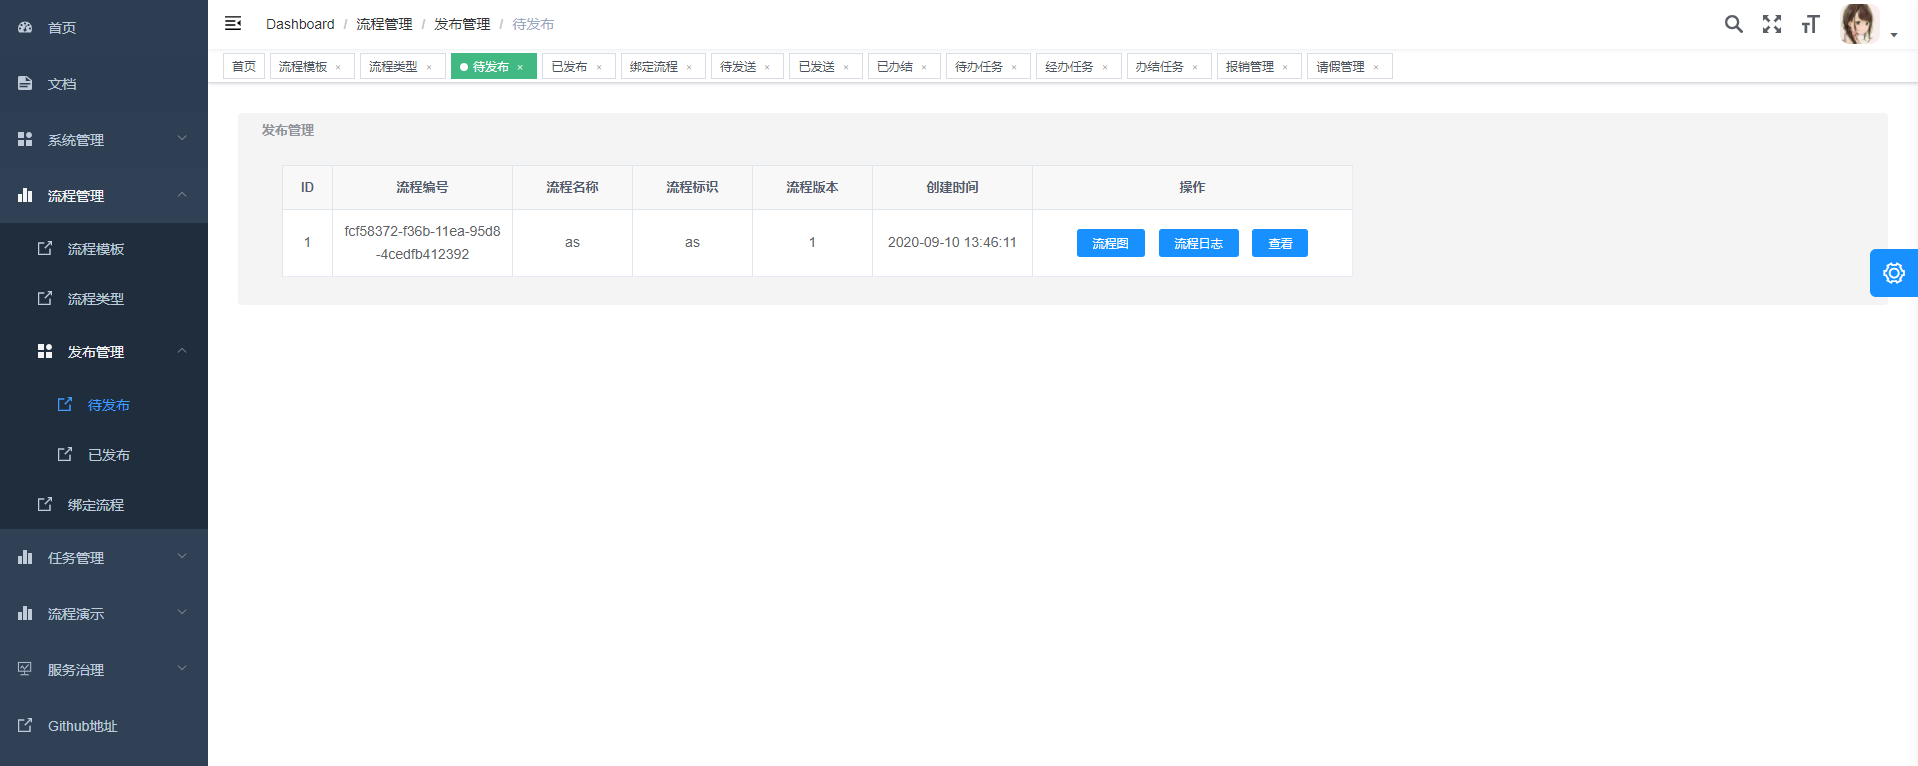 首页
文档
系统管理
流程管理
流程模板
流程类型
发布管理
待发布
已发布
绑定流程
任务管理
流程演示
服务治理
Github地址
Dashboard / 流程管理 / 发布管理 / 待发布
首页 流程模板 × 流程类型 × 待发布 × 已发布 × 绑定流程 × 待发送 × 已发送 × 已办结 × 待办任务 × 经办任务 × 办结任务 × 报销管理 × 请假管理 ×
发布管理
ID 流程编号 流程名称 流程标识 流程版本 创建时间 操作
1 fcf58372-f36b-11ea-95d8
-4cedfb412392 as as 1 2020-09-10 13:46:11 流程图 流程日志 查看